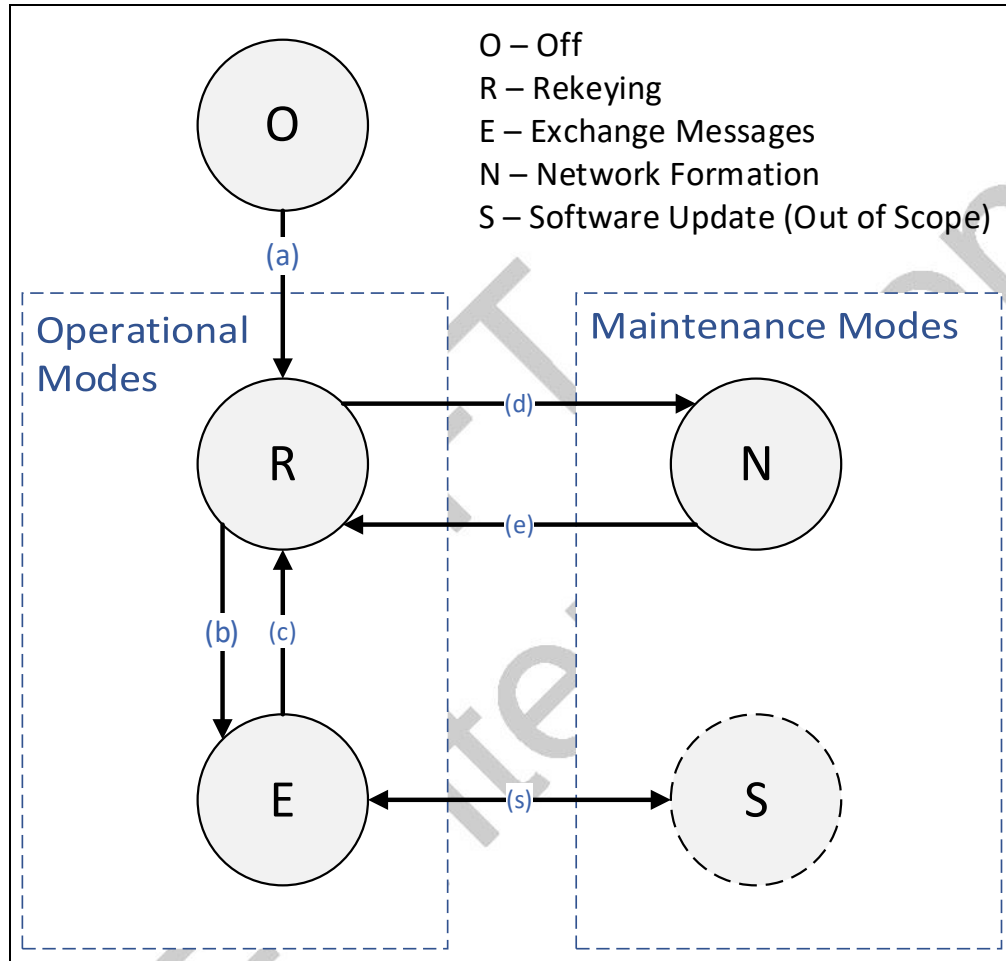 O
O – Off
R – Rekeying
E – Exchange Messages
N – Network Formation
S – Software Update (Out of Scope)
(a)
Operational
Modes
Maintenance Modes
R
(d)
N
(e)
(b)
(c)
E
(s)
S